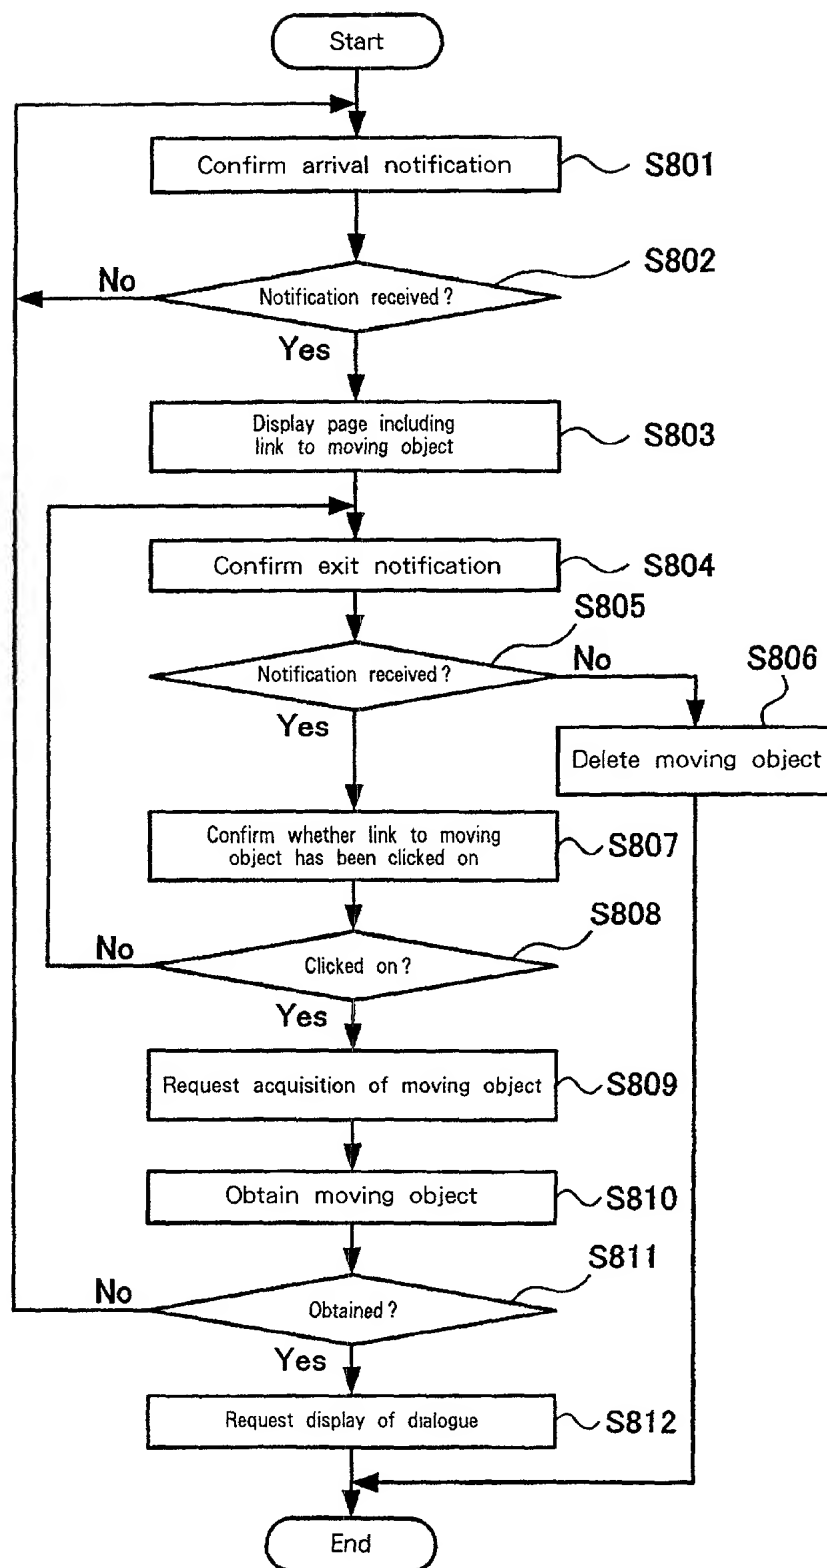 Start
Confirm arrival notification
S801
S802
No
Notification received?
Yes
Display page including
link to moving object
S803
Confirm exit notification
S804
S805
Notification received?
No
S806
Yes
Delete moving object
Confirm whether link to moving
object has been clicked on
S807
S808
No
Clicked on?
Yes
Request acquisition of moving object
S809
Obtain moving object
S810
S811
No
Obtained?
Yes
Request display of dialogue
S812
End